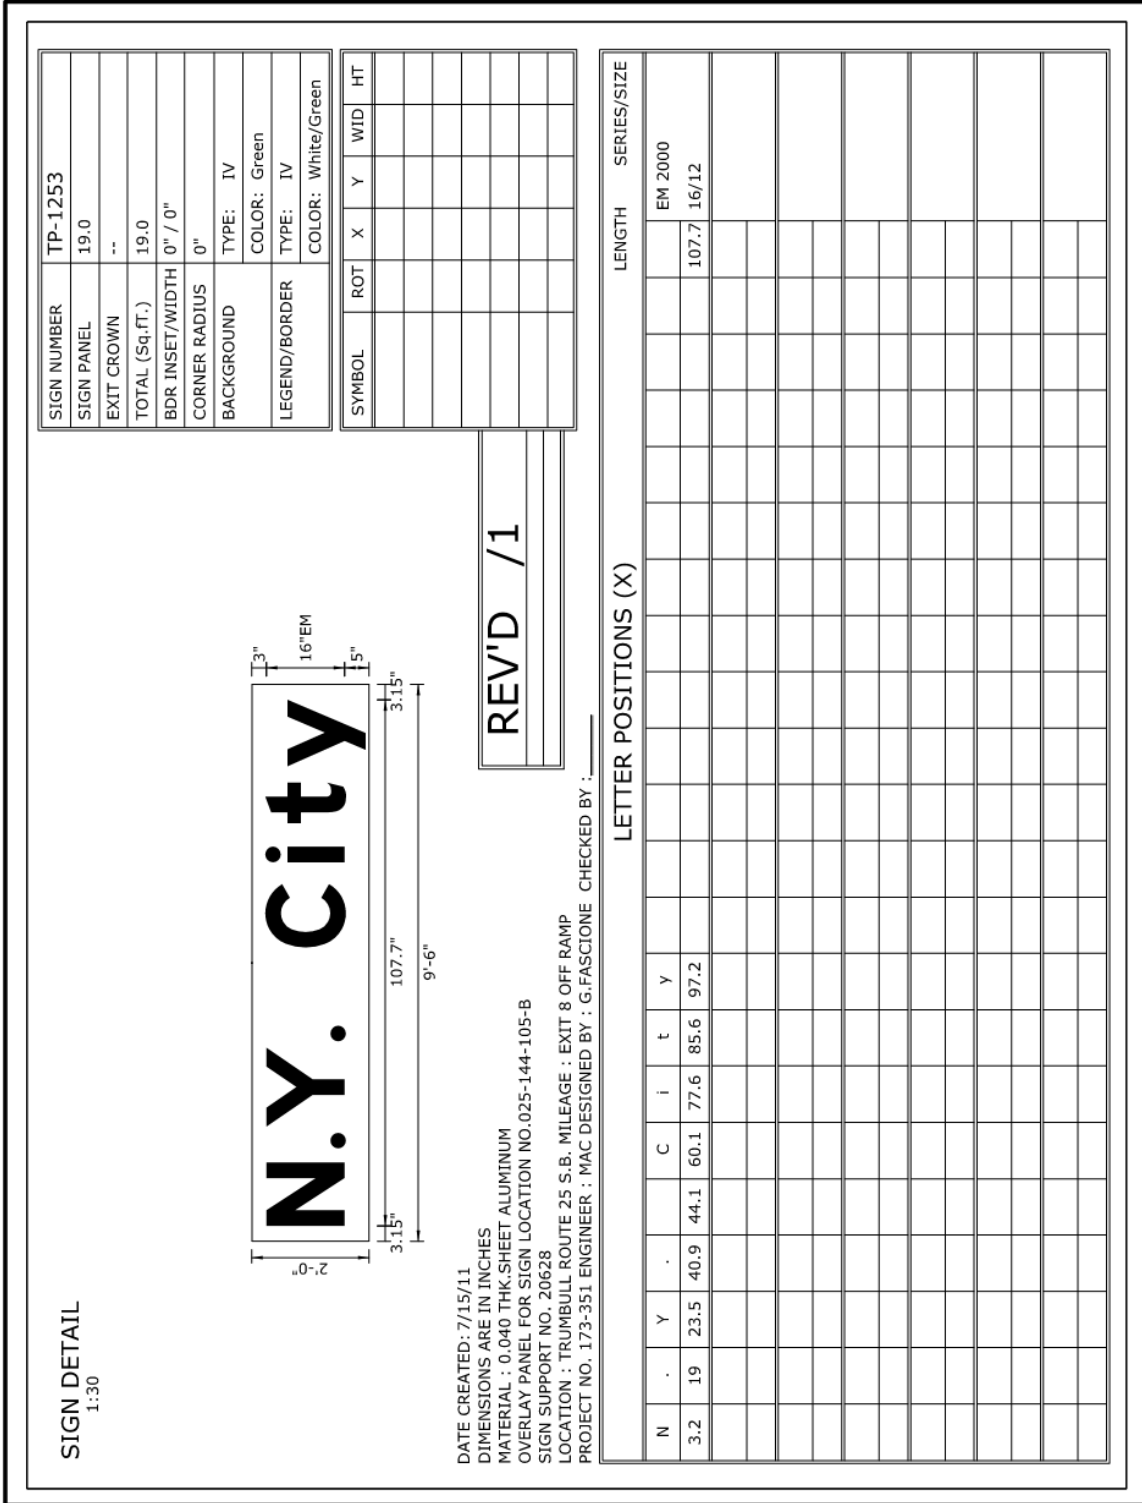 SIGN DETAIL
1:30
SIGN NUMBER TP-1253
SIGN PANEL 19.0
EXIT CROWN --
TOTAL (Sq.fT.) 19.0
BDR INSET/WIDTH 0" / 0"
CORNER RADIUS 0"
BACKGROUND TYPE: IV
COLOR: Green
LEGEND/BORDER TYPE: IV
COLOR: White/Green
SYMBOL ROT X Y WID HT
2'-0"
N.Y. City
3"
16"EM
5"
3.15" 107.7" 3.15"
9'-6"
REV'D /1
DATE CREATED: 7/15/11
DIMENSIONS ARE IN INCHES
MATERIAL : 0.040 THK.SHEET ALUMINUM
OVERLAY PANEL FOR SIGN LOCATION NO.025-144-105-B
SIGN SUPPORT NO. 20628
LOCATION : TRUMBULL ROUTE 25 S.B. MILEAGE : EXIT 8 OFF RAMP
PROJECT NO. 173-351 ENGINEER : MAC DESIGNED BY : G.FASCIONE CHECKED BY :
LETTER POSITIONS (X) LENGTH SERIES/SIZE
N . Y . C i t y EM 2000
3.2 19 23.5 40.9 44.1 60.1 77.6 85.6 97.2 107.7 16/12